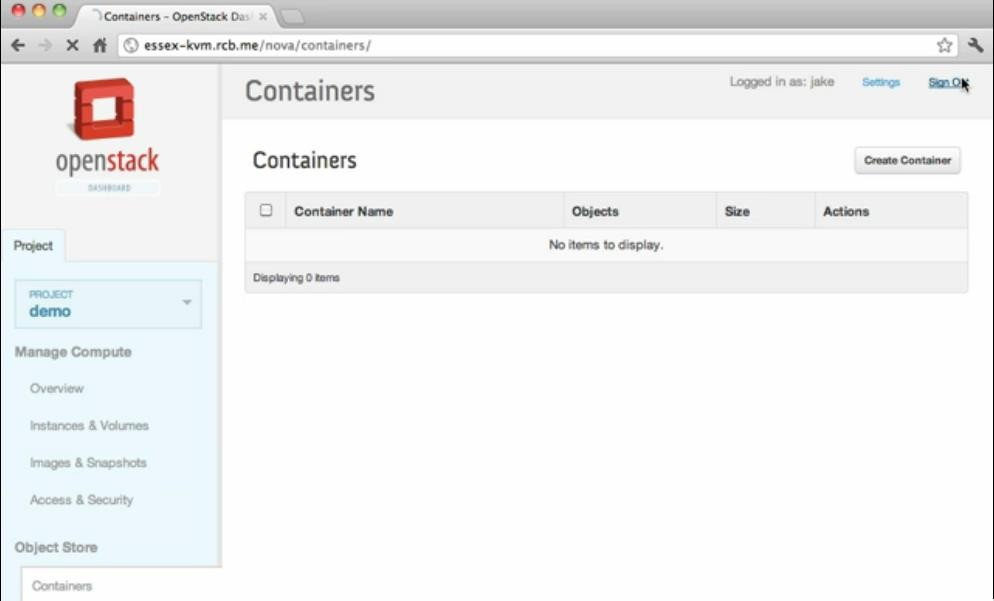 Containers – OpenStack Das
essex-kvm.rcb.me/nova/containers/
openstack
DASHBOARD
Containers
Logged in as: jake
Settings
Sign
Project
PROJECT
demo
Manage Compute
Overview
Instances & Volumes
Images & Snapshots
Access & Security
Object Store
Containers
Containers
Create Container
Container Name
Objects
Size
Actions
No items to display.
Displaying 0 items